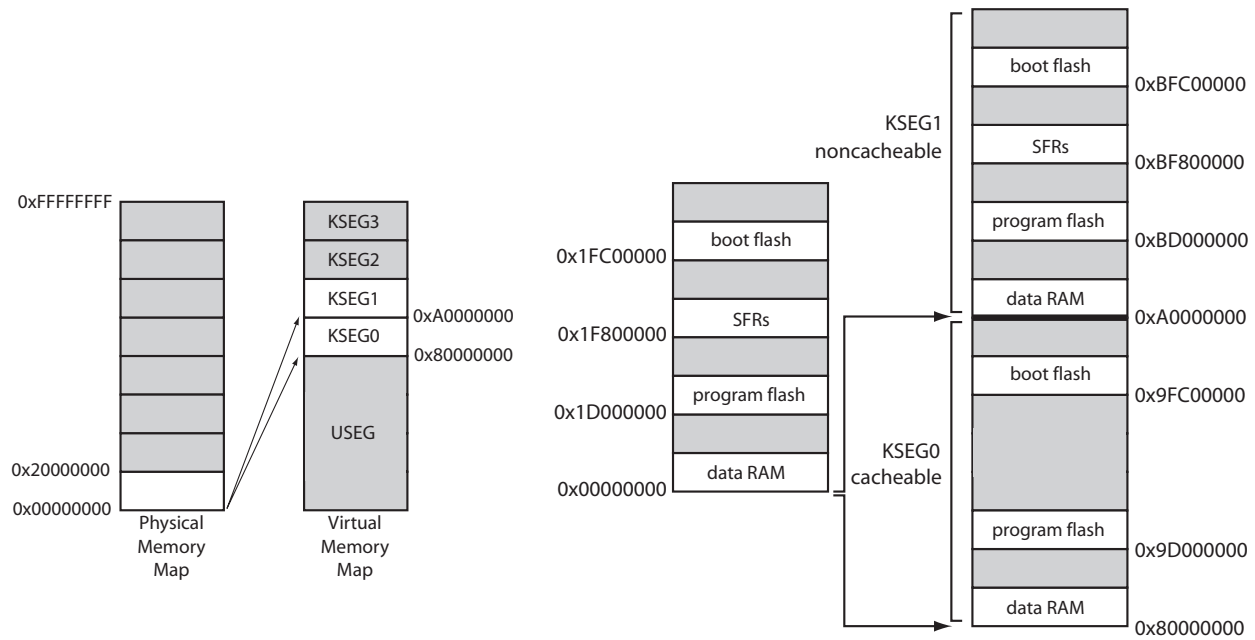 0xFFFFFFFF
0x20000000
0x00000000
Physical
Memory
Map
KSEG3
KSEG2
KSEG1
KSEG0
USEG
0xA0000000
0x80000000
Virtual
Memory
Map
boot flash
0x1FC00000
SFRs
0x1F800000
program flash
0x1D000000
data RAM
0x00000000
KSEG1
noncacheable
boot flash
0xBFC00000
SFRs
0xBF800000
program flash
0xBD000000
data RAM
0xA0000000
KSEG0
cacheable
boot flash
0x9FC00000
program flash
0x9D000000
data RAM
0x80000000